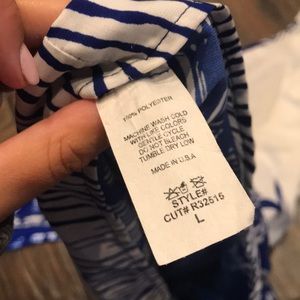 100% POLYESTER
MACHINE WASH COLD
WITH LIKE COLORS
GENTLE CYCLE
DO NOT BLEACH
TUMBLE DRY LOW
MADE IN U.S.A
STYLE#
CUT# R32515
L